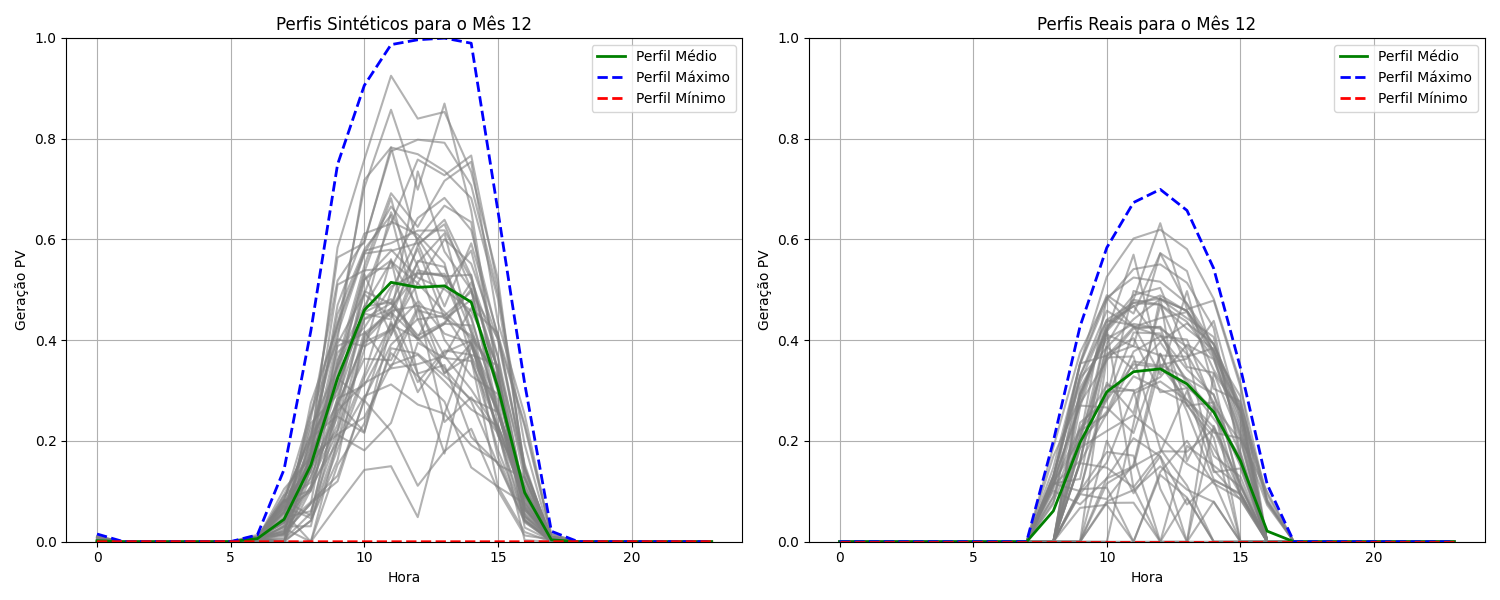 Perfis Sintéticos para o Mês 12
1.0
0.8
0.6
0.4
0.2
0.0
Geração PV
Perfil Médio
Perfil Máximo
Perfil Mínimo
0
5
10
15
20
Hora
Perfis Reais para o Mês 12
1.0
0.8
0.6
0.4
0.2
0.0
Geração PV
Perfil Médio
Perfil Máximo
Perfil Mínimo
0
5
10
15
20
Hora